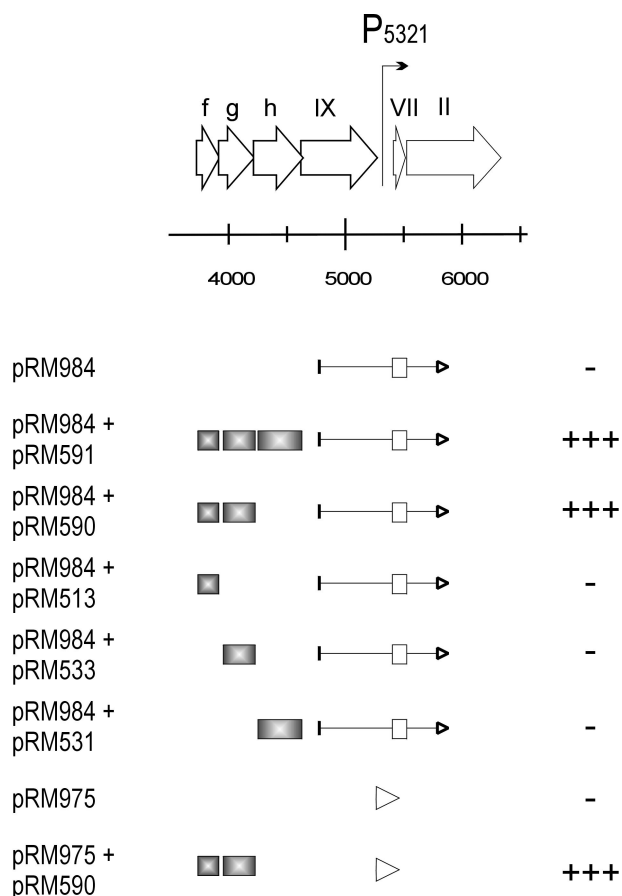 P5321
f g h IX VII II
4000 5000 6000
pRM984 -
pRM984 +
pRM591 +++
pRM984 +
pRM590 +++
pRM984 +
pRM513 -
pRM984 +
pRM533 -
pRM984 +
pRM531 -
pRM975 -
pRM975 +
pRM590 +++